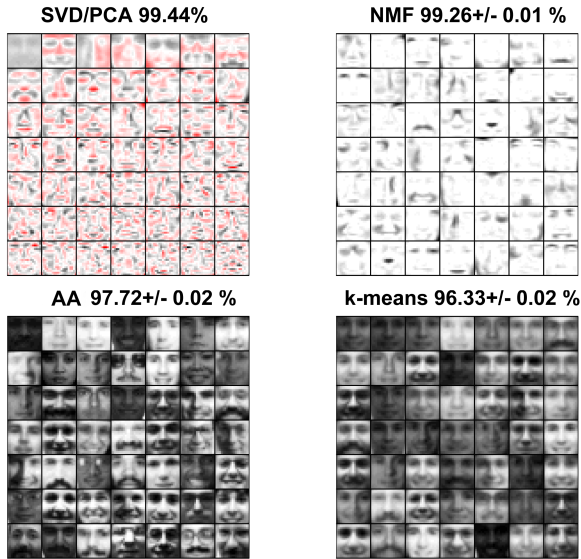 SVD/PCA 99.44%
NMF 99.26+/- 0.01 %
AA 97.72+/- 0.02 %
k-means 96.33+/- 0.02 %